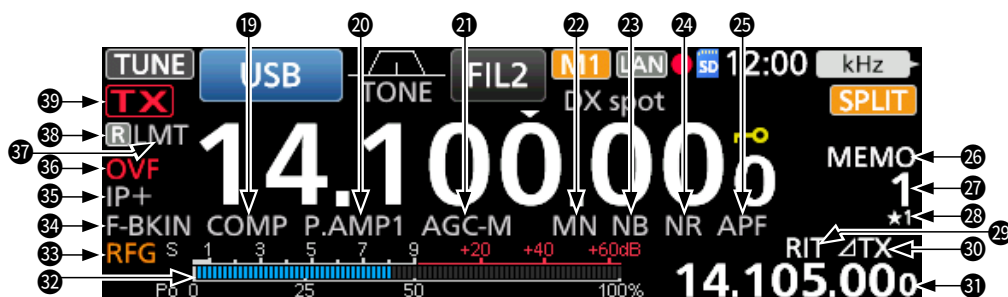 ⓳ ⓴ ㉑ ㉒ ㉓ ㉔ ㉕
TUNE USB TONE FIL2 M1 LAN SD 12:00 kHz
㊴ TX DX spot SPLIT
㊳ R LMT 14.100.000
㊲
㊱ OVF MEMO ㉖
㉟ IP+ 1 ㉗
㉞ F-BKIN COMP P.AMP1 AGC-M MN NB NR APF ★1 ㉘
㉝ RFG S 1 3 5 7 9 +20 +40 +60dB RIT ⊿TX ㉙ ㉚
㉜ Po 0 25 50 100% 14.105.000 ㉛